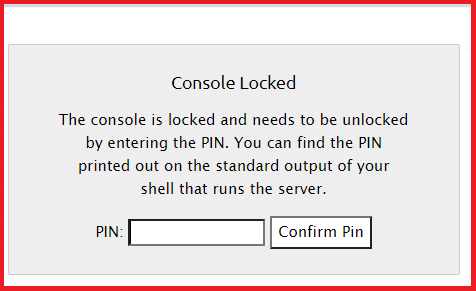 Console Locked
The console is locked and needs to be unlocked
by entering the PIN. You can find the PIN
printed out on the standard output of your
shell that runs the server.
PIN: Confirm Pin